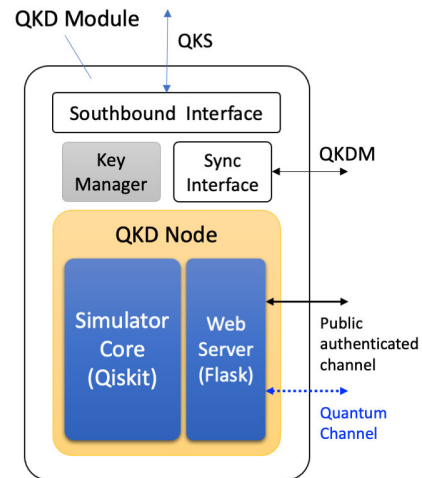 QKD Module
QKS
Southbound Interface
Key
Manager
Sync
Interface
QKDM
QKD Node
Simulator
Core
(Qiskit)
Web
Server
(Flask)
Public
authenticated
channel
Quantum
Channel